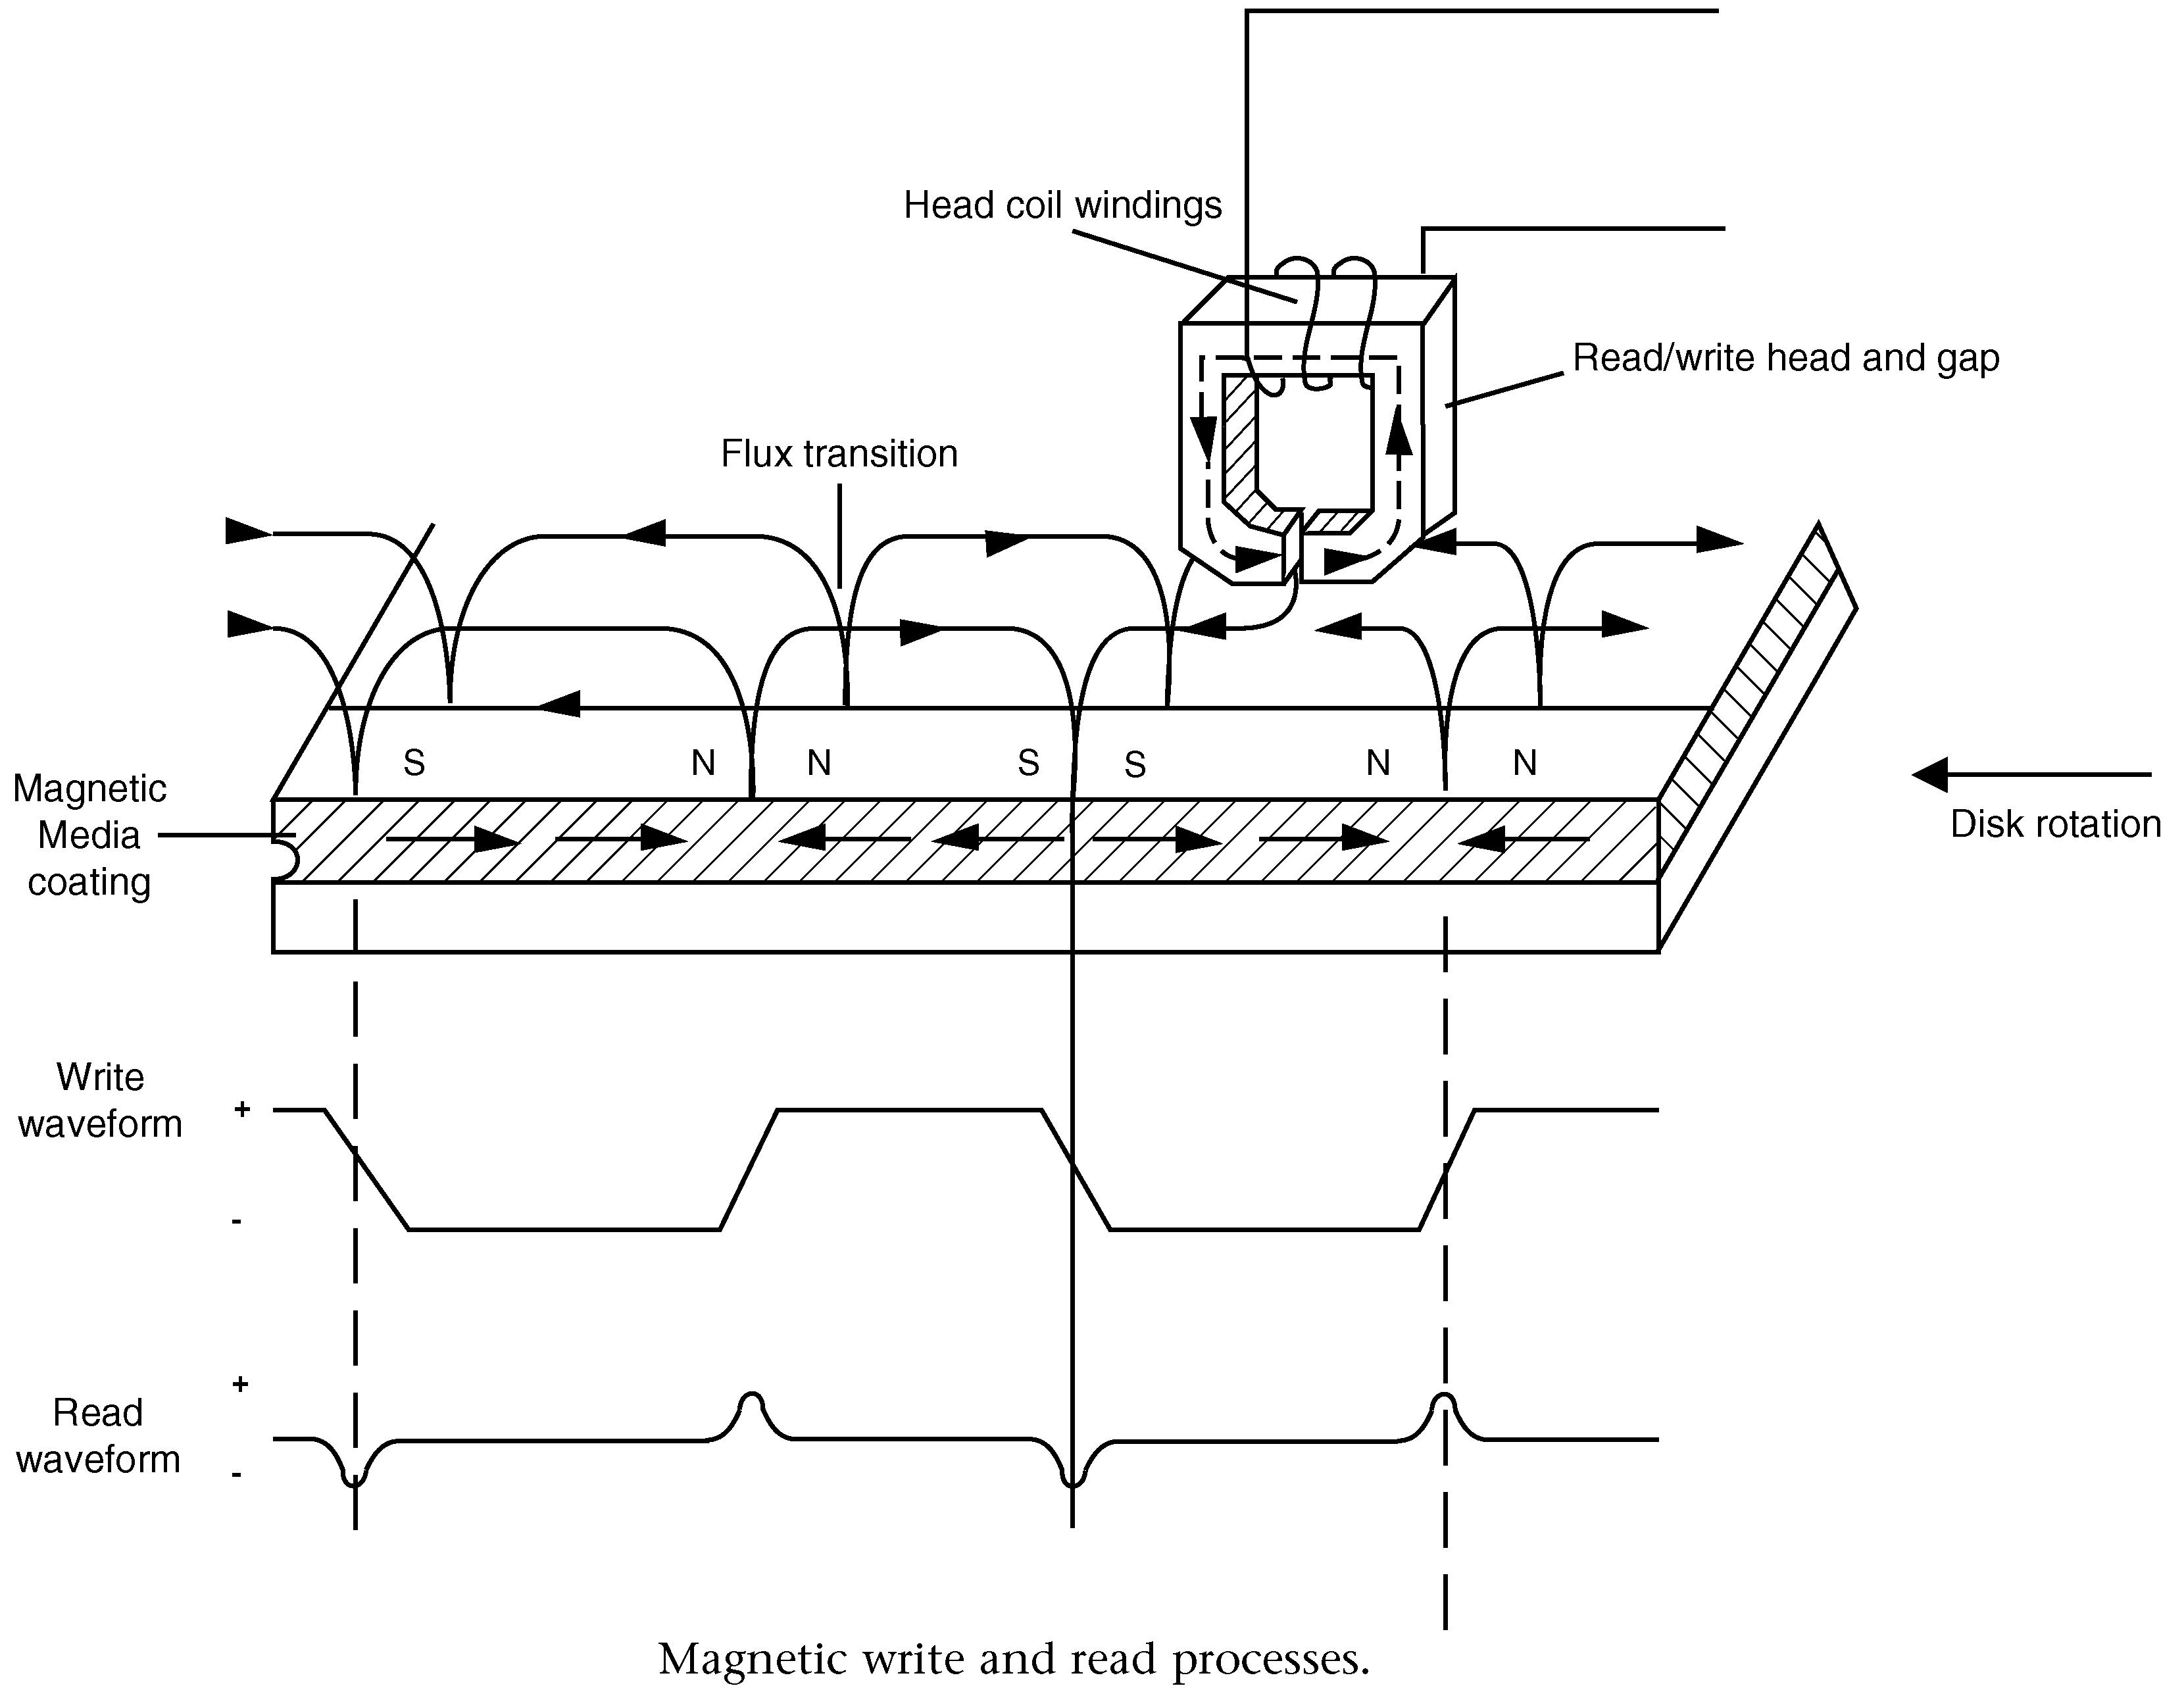 Head coil windings
Read/write head and gap
Flux transition
S N N S S N N
Magnetic
Media
coating
Disk rotation
Write
waveform
+
-
+
Read
waveform
-
Magnetic write and read processes.